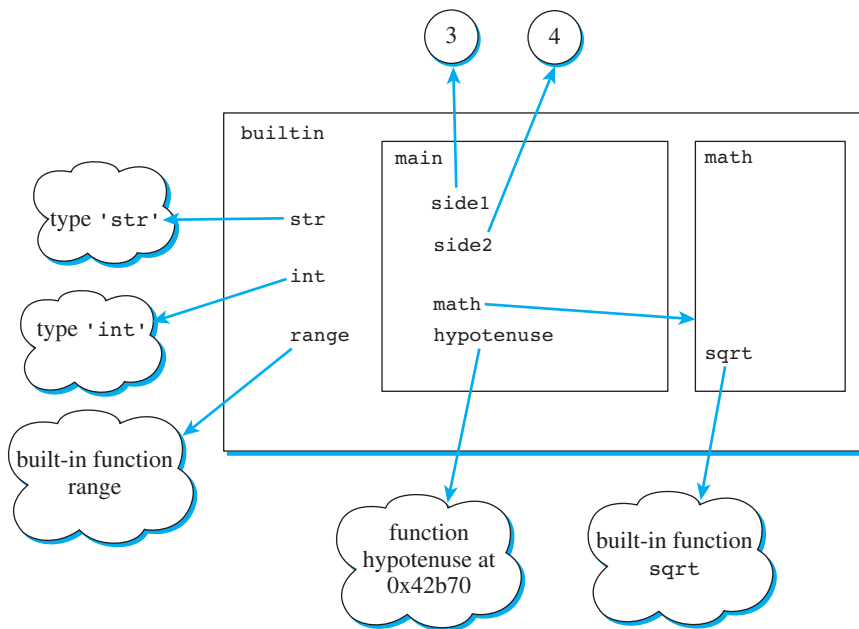 3
4
builtin
main
math
side1
type 'str'
str
side2
int
math
type 'int'
range
hypotenuse
sqrt
built-in function
range
function
hypotenuse at
0x42b70
built-in function
sqrt